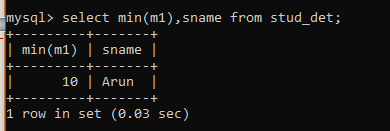 mysql> select min(m1),sname from stud_det;
+---------+-------+
| min(m1) | sname |
+---------+-------+
|      10 | Arun  |
+---------+-------+
1 row in set (0.03 sec)